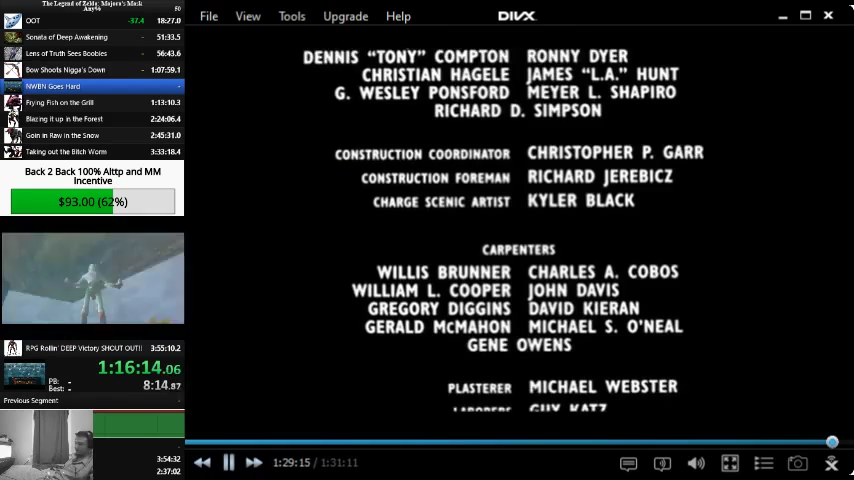 The Legend of Zelda: Majora's Mask
Any%
50
OOT -37.4 18:27.0
Sonata of Deep Awakening - 51:33.5
Lens of Truth Sees Boobies - 56:43.6
Bow Shoots Nigga's Down - 1:07:59.1
NWBN Goes Hard -
Frying Fish on the Grill 1:13:10.3
Blazing it up in the Forest 2:24:06.4
Goin in Raw in the Snow 2:45:31.0
Taking out the Bitch Worm 3:33:18.4
Back 2 Back 100% Alttp and MM
Incentive
$93.00 (62%)
RPG Rollin' DEEP Victory SHOUT OUT!! 3:55:10.2
1:16:14.06
PB: -
Best: -
8:14.87
Previous Segment -
-
3:54:32
2:37:02
File View Tools Upgrade Help
DIVX
DENNIS "TONY" COMPTON RONNY DYER
CHRISTIAN HAGELE JAMES "L.A." HUNT
G. WESLEY PONSFORD MEYER L. SHAPIRO
RICHARD D. SIMPSON
CONSTRUCTION COORDINATOR CHRISTOPHER P. GARR
CONSTRUCTION FOREMAN RICHARD JEREBICZ
CHARGE SCENIC ARTIST KYLER BLACK
CARPENTERS
WILLIS BRUNNER CHARLES A. COBOS
WILLIAM L. COOPER JOHN DAVIS
GREGORY DIGGINS DAVID KIERAN
GERALD McMAHON MICHAEL S. O'NEAL
GENE OWENS
PLASTERER MICHAEL WEBSTER
LABORERS GUY KATZ
1:29:15 / 1:31:11